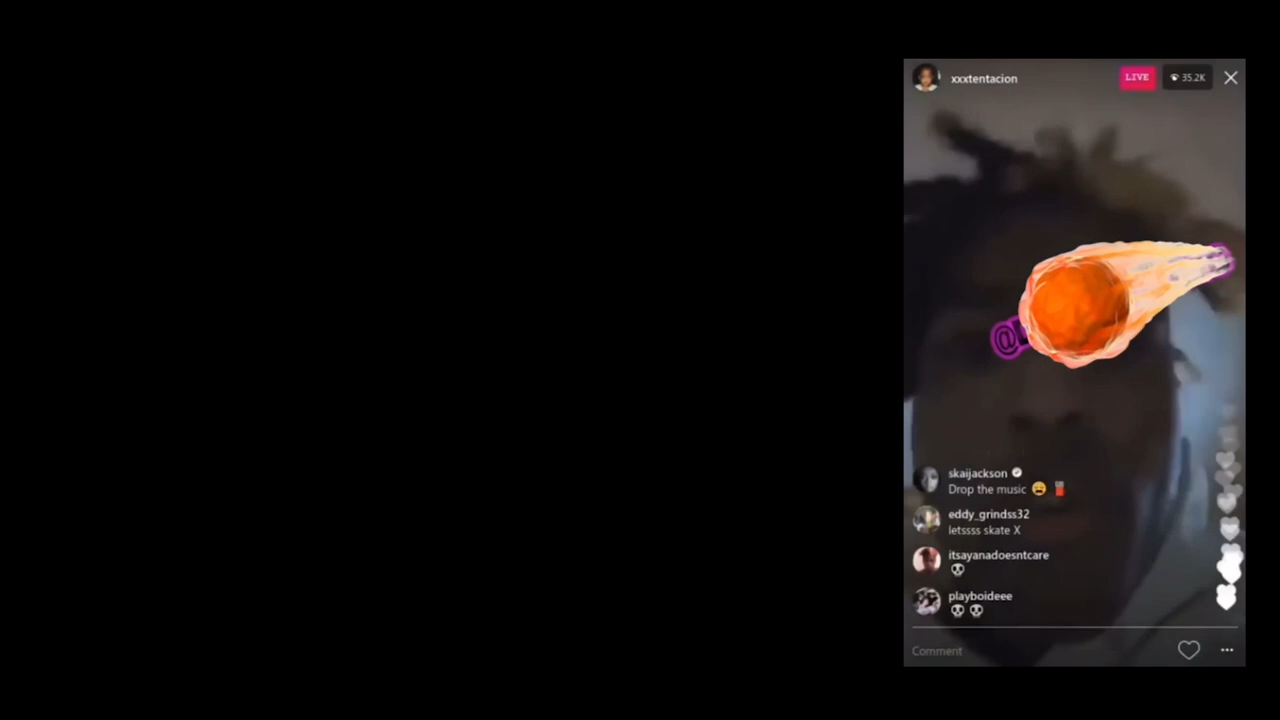 xxxtentacion
LIVE
35.2K
@
skaijackson
Drop the music
eddy_grindss32
letssss skate X
itsayanadoesntcare
playboideee
Comment